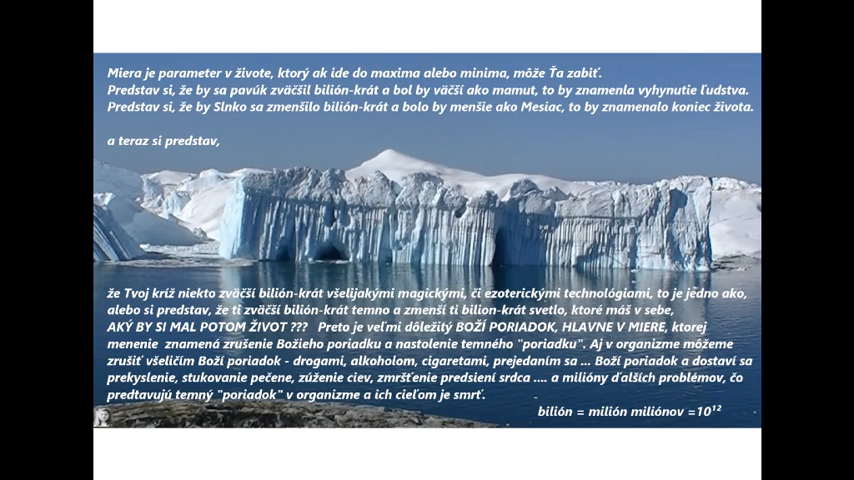 Miera je parameter v živote, ktorý ak ide do maxima alebo minima, môže Ťa zabiť.
Predstav si, že by sa pavúk zväčšil bilión-krát a bol by väčší ako mamut, to by znamenla vyhynutie ľudstva.
Predstav si, že by Slnko sa zmenšilo bilión-krát a bolo by menšie ako Mesiac, to by znamenalo koniec života.
a teraz si predstav,
že Tvoj kríž niekto zväčší bilión-krát všelijakými magickými, či ezoterickými technológiami, to je jedno ako,
alebo si predstav, že ti zväčší bilión-krát temno a zmenší ti bilion-krát svetlo, ktoré máš v sebe,
AKÝ BY SI MAL POTOM ŽIVOT ??? Preto je veľmi dôležitý BOŽÍ PORIADOK, HLAVNE V MIERE, ktorej
menenie znamená zrušenie Božieho poriadku a nastolenie temného "poriadku". Aj v organizme môžeme
zrušiť všeličím Boží poriadok - drogami, alkoholom, cigaretami, prejedaním sa ... Boží poriadok a dostaví sa
prekyslenie, stukovanie pečene, zúženie ciev, zmršťenie predsiení srdca .... a milióny ďalších problémov, čo
predtavujú temný "poriadok" v organizme a ich cieľom je smrť.
bilión = milión miliónov =10¹²